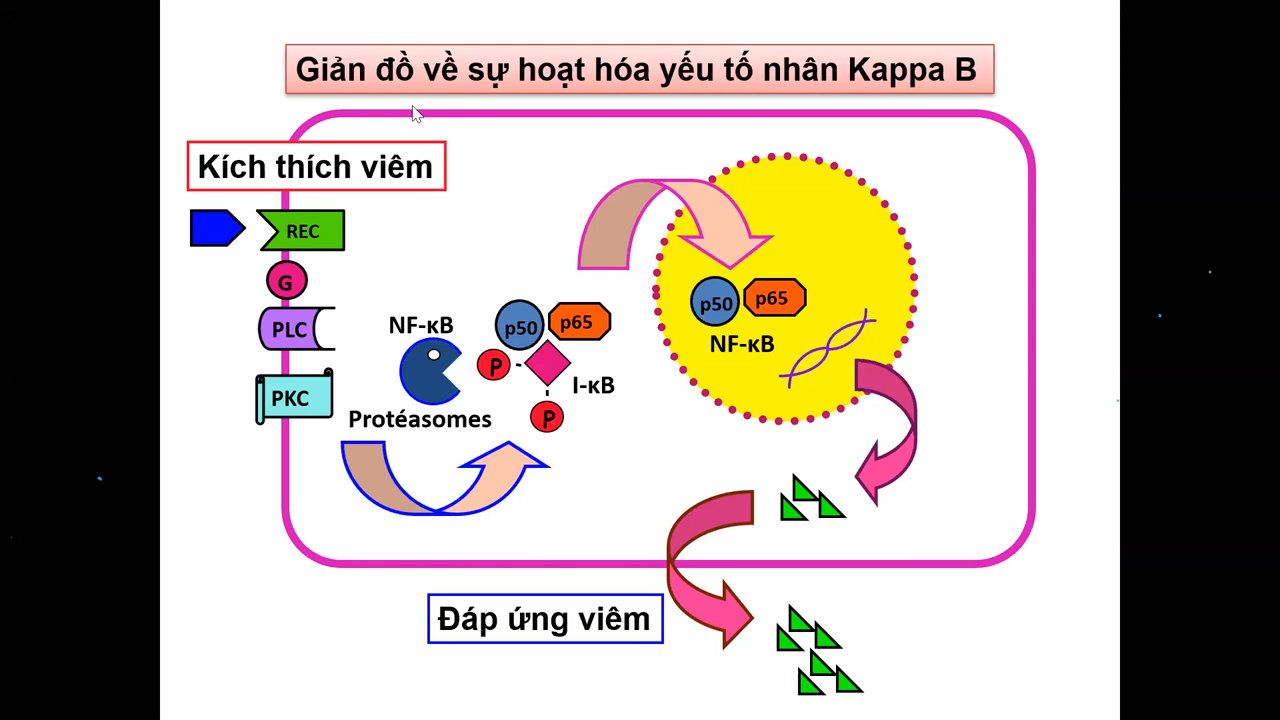 Giản đồ về sự hoạt hóa yếu tố nhân Kappa B
Kích thích viêm
REC
G
PLC
PKC
NF-κB
Protéasomes
p50
p65
P
I-κB
P
p50
p65
NF-κB
Đáp ứng viêm